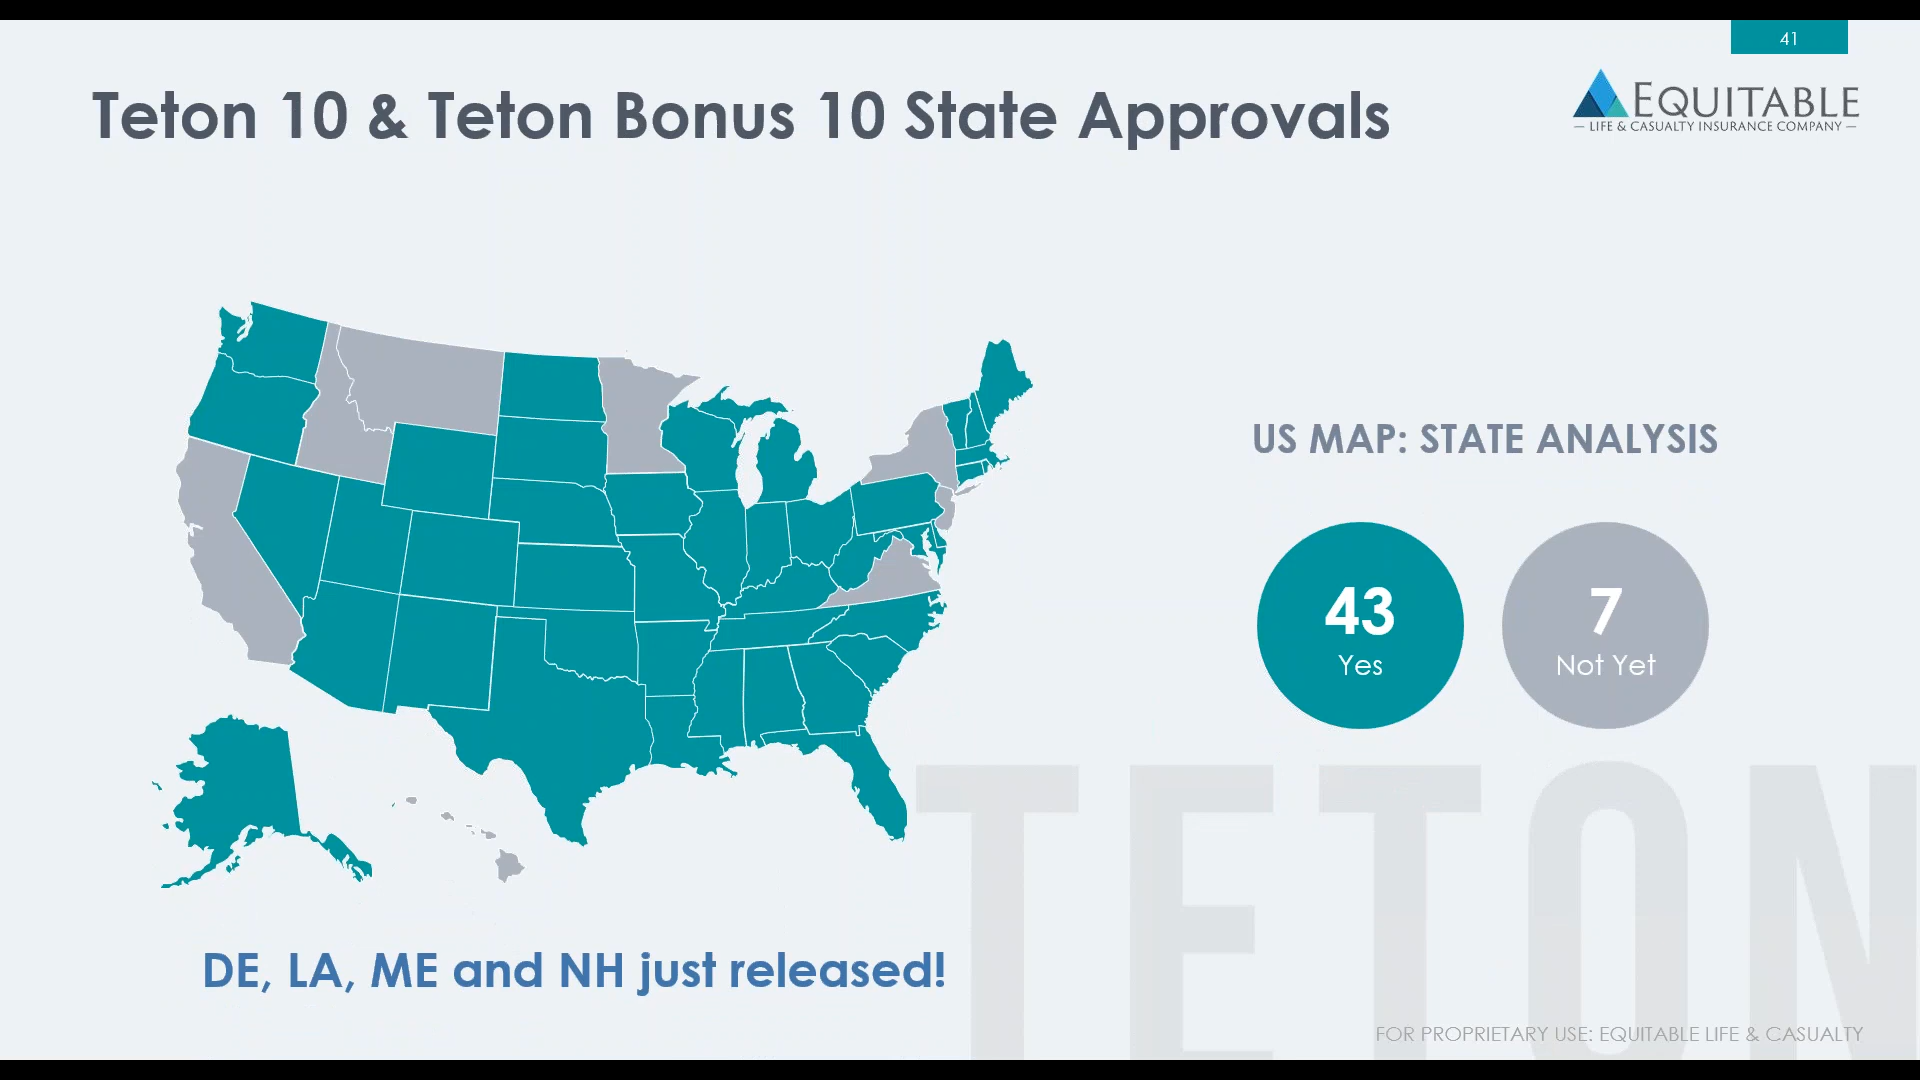 41
Teton 10 & Teton Bonus 10 State Approvals
EQUITABLE
— LIFE & CASUALTY INSURANCE COMPANY —
US MAP: STATE ANALYSIS
43
Yes
7
Not Yet
TETON
DE, LA, ME and NH just released!
FOR PROPRIETARY USE: EQUITABLE LIFE & CASUALTY